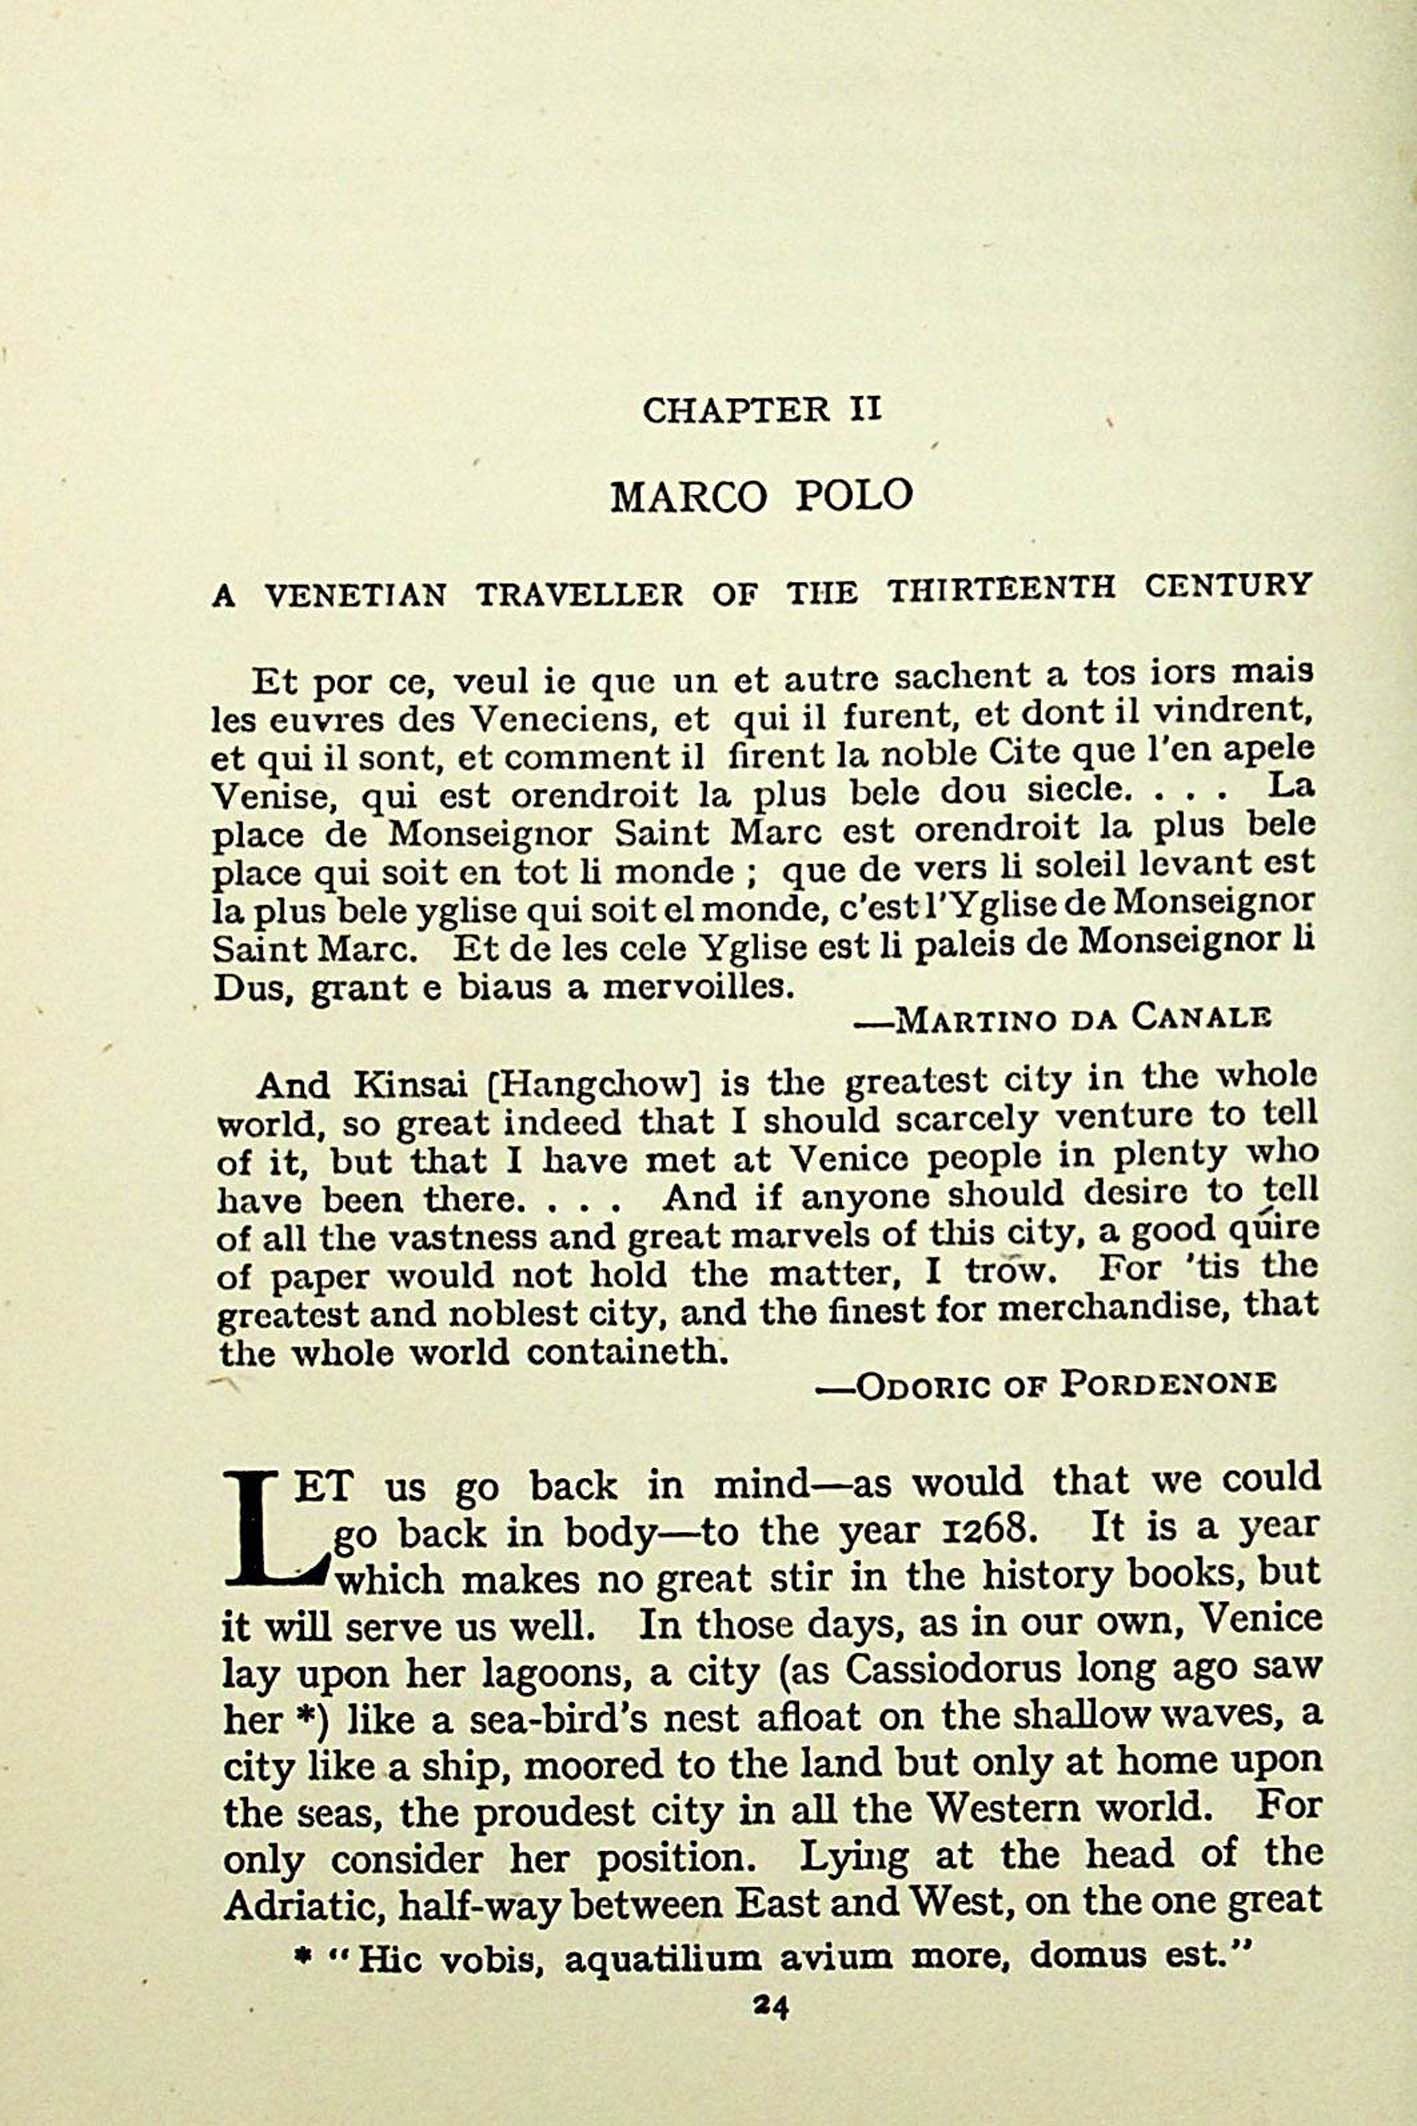 CHAPTER II
MARCO POLO
A VENETIAN TRAVELLER OF THE THIRTEENTH CENTURY
Et por ce, veul ie que un et autre sachent a tos iors mais
les euvres des Veneciens, et qui il furent, et dont il vindrent,
et qui il sont, et comment il firent la noble Cite que l'en apele
Venise, qui est orendroit la plus bele dou siecle. . . . La
place de Monseignor Saint Marc est orendroit la plus bele
place qui soit en tot li monde ; que de vers li soleil levant est
la plus bele yglise qui soit el monde, c'est l'Yglise de Monseignor
Saint Marc. Et de les cele Yglise est li paleis de Monseignor li
Dus, grant e biaus a mervoilles.
—MARTINO DA CANALE
And Kinsai [Hangchow] is the greatest city in the whole
world, so great indeed that I should scarcely venture to tell
of it, but that I have met at Venice people in plenty who
have been there. . . . And if anyone should desire to tell
of all the vastness and great marvels of this city, a good quire
of paper would not hold the matter, I trow. For 'tis the
greatest and noblest city, and the finest for merchandise, that
the whole world containeth.
—ODORIC OF PORDENONE
LET us go back in mind—as would that we could
go back in body—to the year 1268. It is a year
which makes no great stir in the history books, but
it will serve us well. In those days, as in our own, Venice
lay upon her lagoons, a city (as Cassiodorus long ago saw
her *) like a sea-bird's nest afloat on the shallow waves, a
city like a ship, moored to the land but only at home upon
the seas, the proudest city in all the Western world. For
only consider her position. Lying at the head of the
Adriatic, half-way between East and West, on the one great
* "Hic vobis, aquatilium avium more, domus est."
24